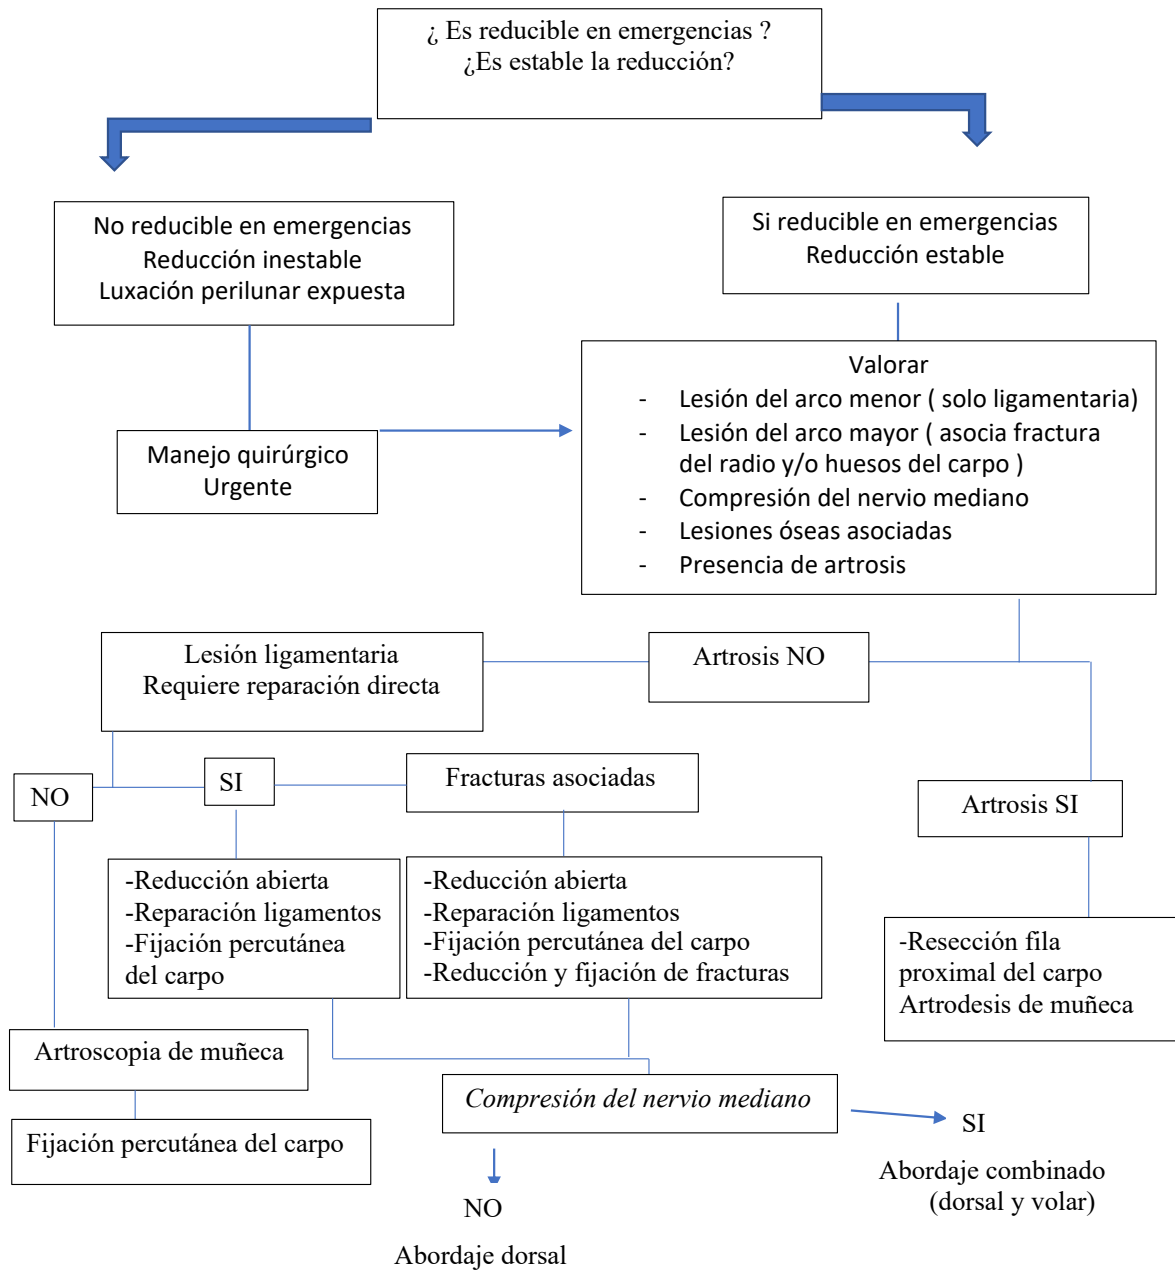 ¿ Es reducible en emergencias ?
¿Es estable la reducción?
No reducible en emergencias
Reducción inestable
Luxación perilunar expuesta
Si reducible en emergencias
Reducción estable
Manejo quirúrgico
Urgente
Valorar
- Lesión del arco menor ( solo ligamentaria)
- Lesión del arco mayor ( asocia fractura
del radio y/o huesos del carpo )
- Compresión del nervio mediano
- Lesiones óseas asociadas
- Presencia de artrosis
Lesión ligamentaria
Requiere reparación directa
Artrosis NO
NO
SI
Fracturas asociadas
Artrosis SI
-Reducción abierta
-Reparación ligamentos
-Fijación percutánea
del carpo
-Reducción abierta
-Reparación ligamentos
-Fijación percutánea del carpo
-Reducción y fijación de fracturas
-Resección fila
proximal del carpo
Artrodesis de muñeca
Artroscopia de muñeca
Fijación percutánea del carpo
Compresión del nervio mediano
SI
Abordaje combinado
(dorsal y volar)
NO
Abordaje dorsal